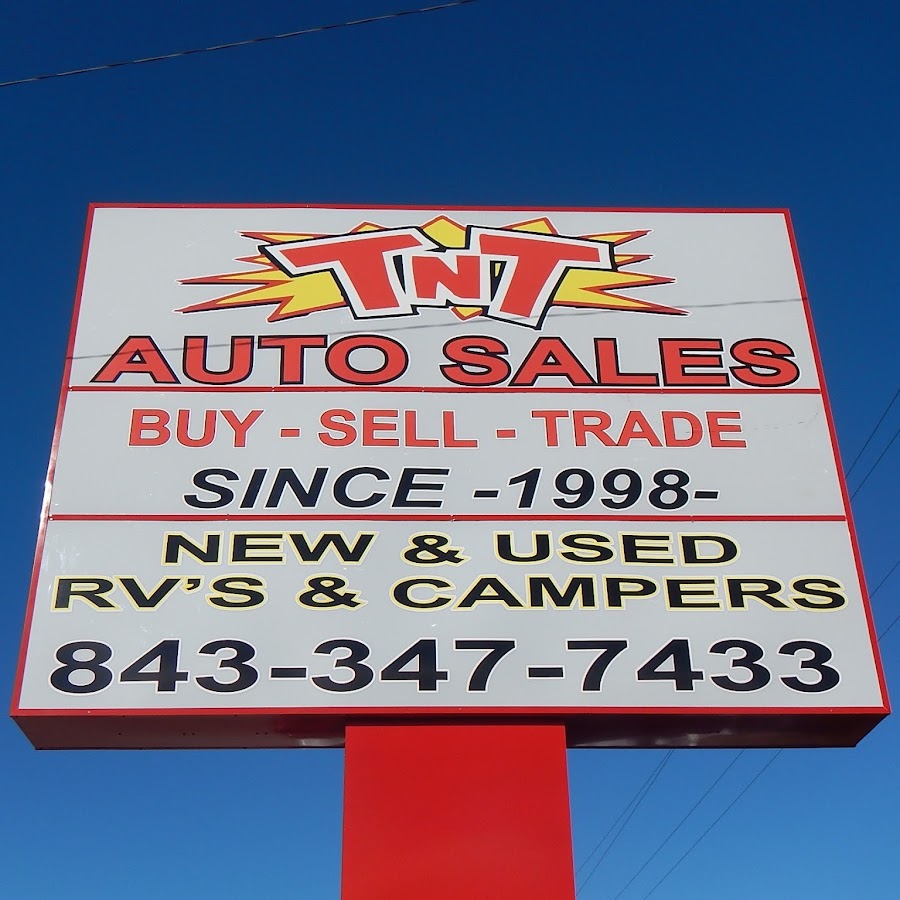 TNT
AUTO SALES
BUY - SELL - TRADE
SINCE -1998-
NEW & USED
RV'S & CAMPERS
843-347-7433